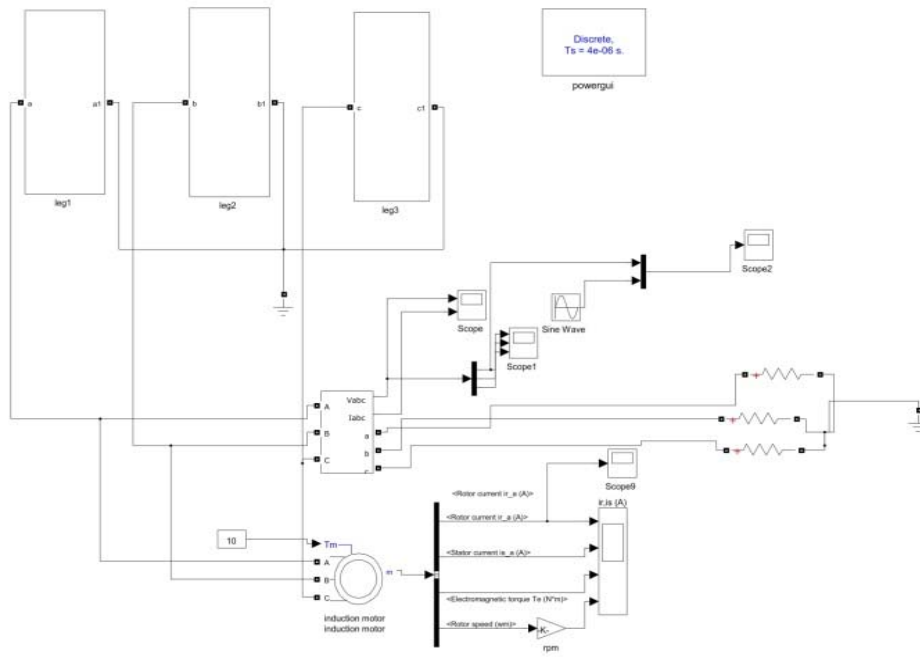 Discrete,
Ts = 4e-06 s.
powergui
a
a1
b
b1
c
c1
leg1
leg2
leg3
Scope2
Scope
Sine Wave
Scope1
A
B
C
Vabc
Iabc
a
b
c
Scope9
<Rotor current ir_a (A)>
ir,is (A)
<Rotor current ir_a (A)>
10
Tm
<Stator current is_a (A)>
A
B
C
m
<Electromagnetic torque Te (N*m)>
<Rotor speed (wm)>
-K-
rpm
induction motor
induction motor